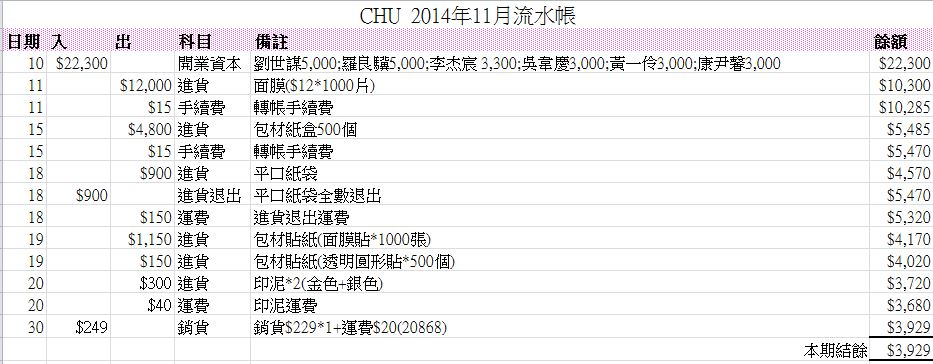 CHU 2014年11月流水帳
日期 入 出 科目 備註 餘額
10 $22,300 開業資本 劉世謀5,000;羅良驥5,000;李杰宸 3,300;吳韋慶3,000;黃一伶3,000;康尹馨3,000 $22,300
11 $12,000 進貨 面膜($12*1000片) $10,300
11 $15 手續費 轉帳手續費 $10,285
15 $4,800 進貨 包材紙盒500個 $5,485
15 $15 手續費 轉帳手續費 $5,470
18 $900 進貨 平口紙袋 $4,570
18 $900 進貨退出 平口紙袋全數退出 $5,470
18 $150 運費 進貨退出運費 $5,320
19 $1,150 進貨 包材貼紙(面膜貼*1000張) $4,170
19 $150 進貨 包材貼紙(透明圓形貼*500個) $4,020
20 $300 進貨 印泥*2(金色+銀色) $3,720
20 $40 運費 印泥運費 $3,680
30 $249 銷貨 銷貨$229*1+運費$20(20868) $3,929
本期結餘 $3,929